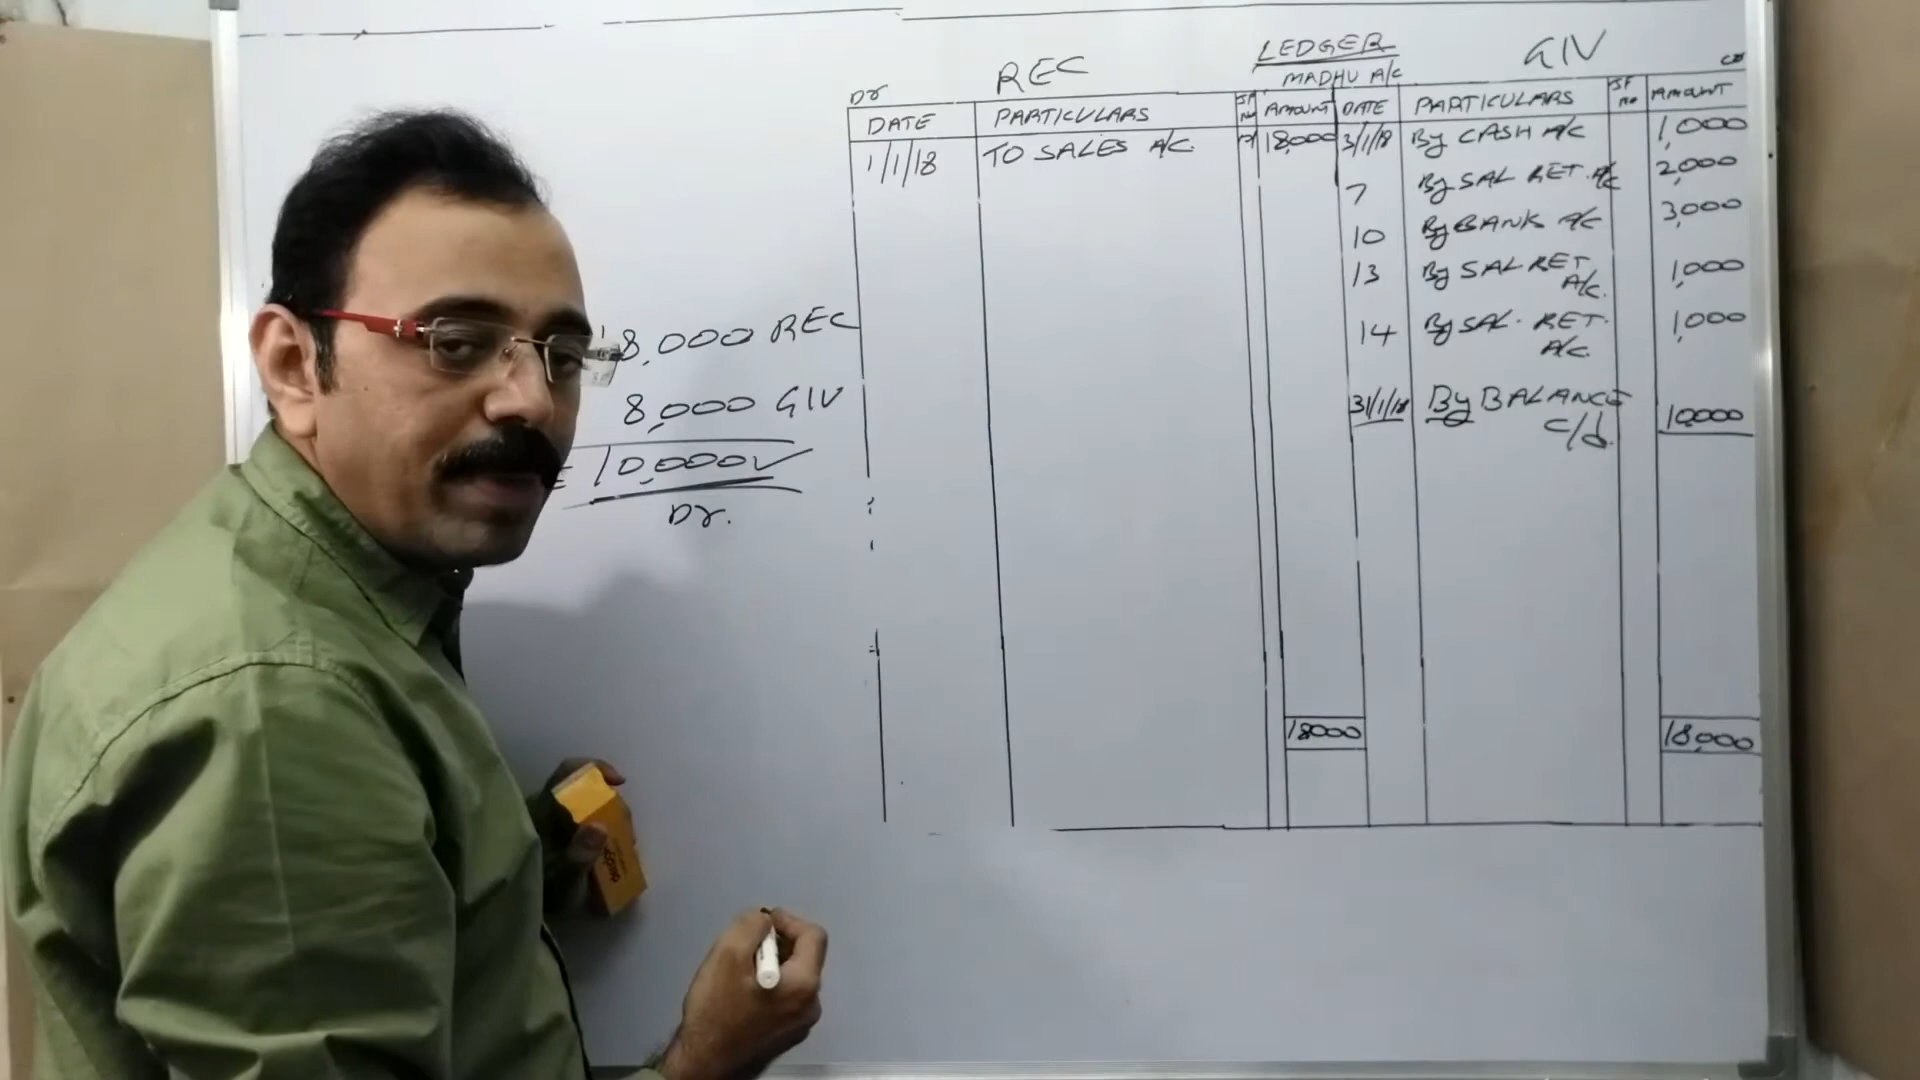 LEDGER
REC
GIV
MADHU A/c
Dr
DATE PARTICULARS JF AMOUNT DATE PARTICULARS JF no AMOUNT
1/1/18 TO SALES A/C. 18,000 3/1/18 By CASH A/c 1,000
7 By SAL RET. A/c 2,000
10 By BANK A/c 3,000
13 By SAL RET A/c. 1,000
14 By SAL. RET. A/c. 1,000
31/1/18 By BALANCE c/d. 10,000
18000 18,000
8,000 REC
8,000 GIV
= 10,000 ✓
Dr.